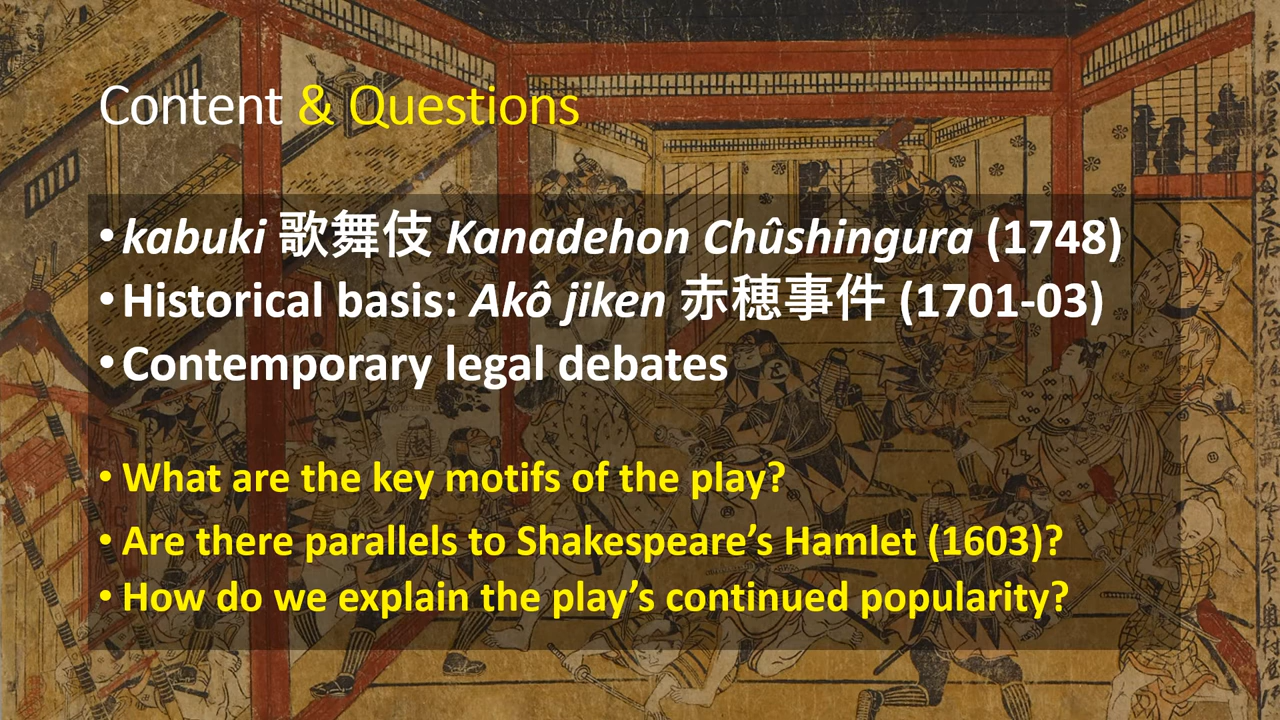 Content & Questions
•kabuki 歌舞伎 Kanadehon Chûshingura (1748)
•Historical basis: Akô jiken 赤穂事件 (1701-03)
•Contemporary legal debates
• What are the key motifs of the play?
• Are there parallels to Shakespeare’s Hamlet (1603)?
• How do we explain the play’s continued popularity?